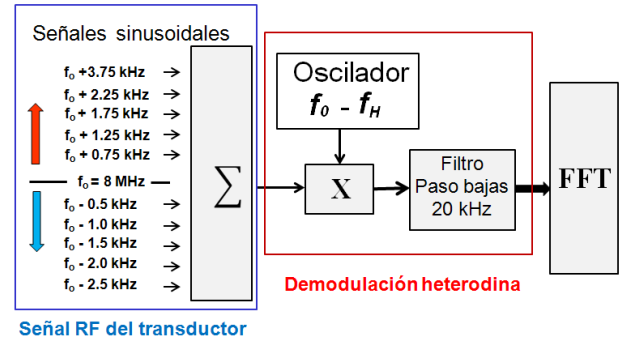 Señales sinusoidales
fo +3.75 kHz
fo + 2.25 kHz
fo + 1.75 kHz
fo + 1.25 kHz
fo + 0.75 kHz
fo = 8 MHz
fo - 0.5 kHz
fo - 1.0 kHz
fo - 1.5 kHz
fo - 2.0 kHz
fo - 2.5 kHz
∑
Oscilador
f0 - fH
X
Filtro
Paso bajas
20 kHz
FFT
Demodulación heterodina
Señal RF del transductor